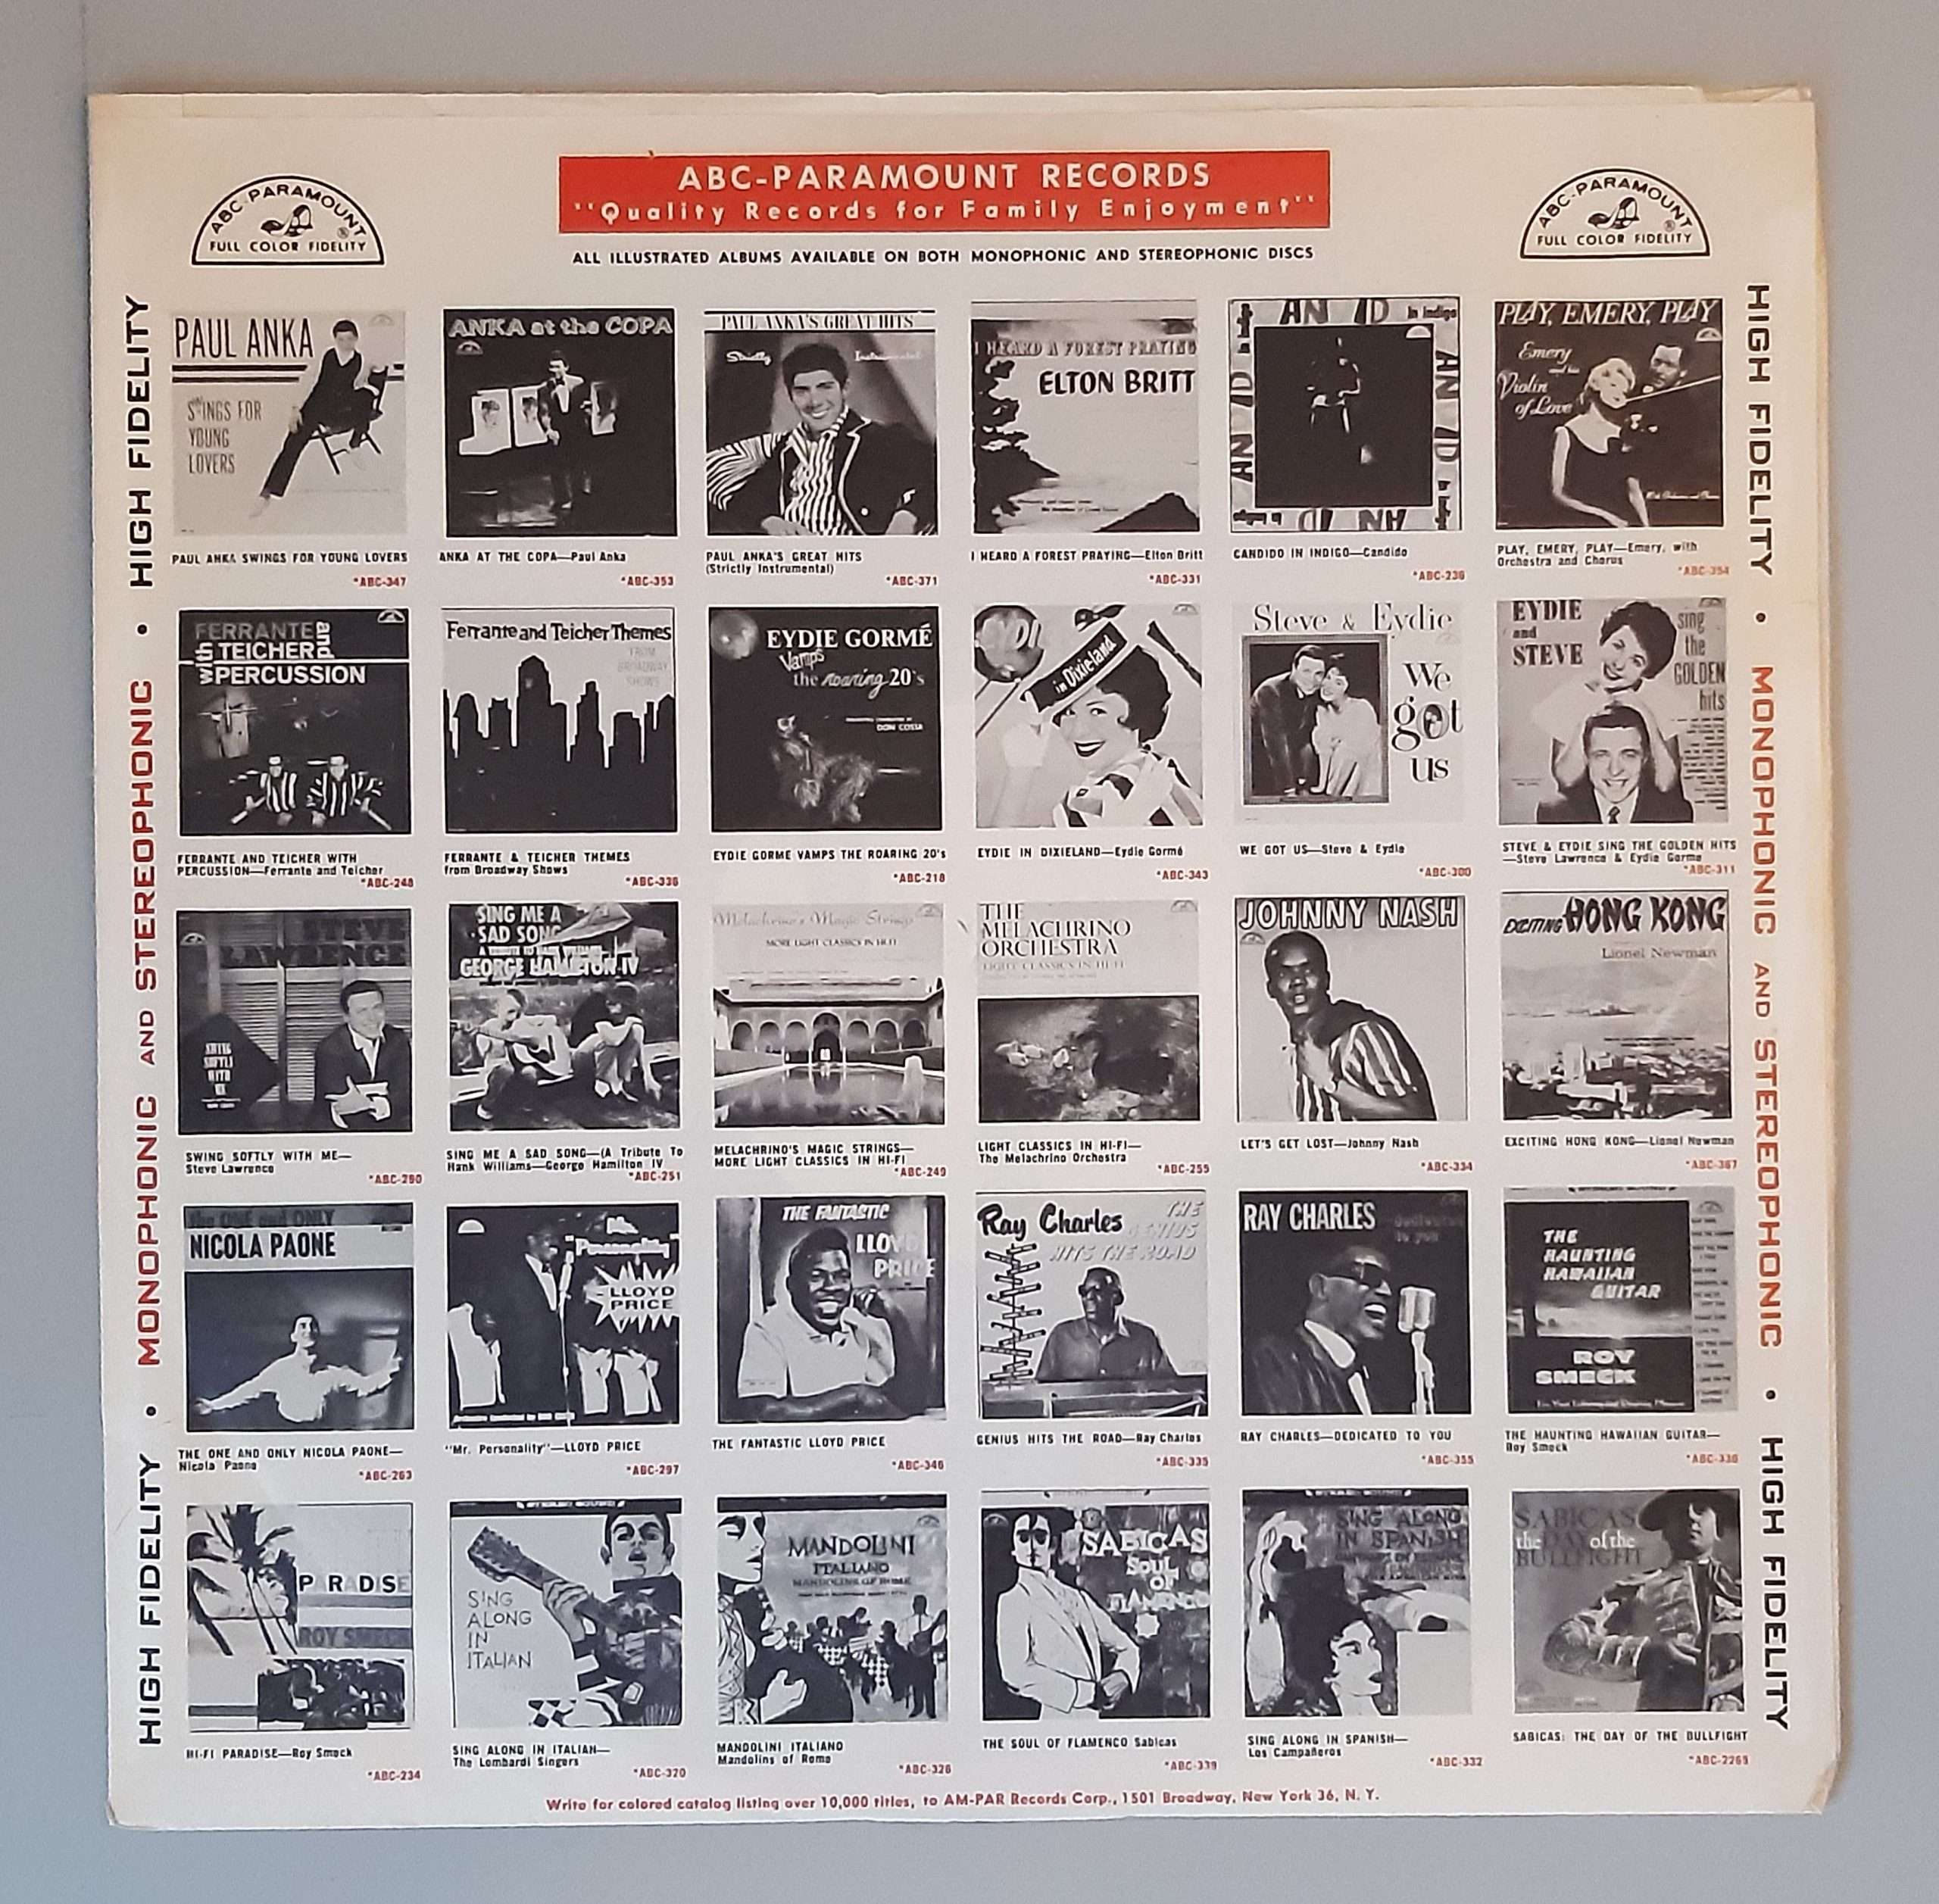 ABC-PARAMOUNT RECORDS
"Quality Records for Family Enjoyment"
ALL ILLUSTRATED ALBUMS AVAILABLE ON BOTH MONOPHONIC AND STEREOPHONIC DISCS
ABC-PARAMOUNT
FULL COLOR FIDELITY
ABC-PARAMOUNT
FULL COLOR FIDELITY
HIGH FIDELITY • MONOPHONIC AND STEREOPHONIC • HIGH FIDELITY
HIGH FIDELITY • MONOPHONIC AND STEREOPHONIC • HIGH FIDELITY
PAUL ANKA
SWINGS FOR
YOUNG
LOVERS
PAUL ANKA SWINGS FOR YOUNG LOVERS
*ABC-347
ANKA at the COPA
ANKA AT THE COPA—Paul Anka
*ABC-353
PAUL ANKA'S GREAT HITS
Strictly Instrumental
PAUL ANKA'S GREAT HITS
(Strictly Instrumental)
*ABC-371
I HEARD A FOREST PRAYING
ELTON BRITT
I HEARD A FOREST PRAYING—Elton Britt
*ABC-331
In Indigo
CANDIDO IN INDIGO—Candido
*ABC-236
PLAY, EMERY, PLAY
Emery
and his
Violin
of Love
PLAY, EMERY, PLAY—Emery, with
Orchestra and Chorus
*ABC-354
FERRANTE
and
TEICHER
with
PERCUSSION
FERRANTE AND TEICHER WITH
PERCUSSION—Ferrante and Teicher
*ABC-248
Ferrante and Teicher Themes
FROM
BROADWAY
SHOWS
FERRANTE & TEICHER THEMES
from Broadway Shows
*ABC-336
EYDIE GORMÉ
Vamps
the Roaring 20's
DON COSTA
EYDIE GORME VAMPS THE ROARING 20's
*ABC-218
in Dixieland
EYDIE IN DIXIELAND—Eydie Gormé
*ABC-343
Steve & Eydie
We
got
us
WE GOT US—Steve & Eydie
*ABC-300
EYDIE
and
STEVE
sing
the
GOLDEN
hits
STEVE & EYDIE SING THE GOLDEN HITS
—Steve Lawrence & Eydie Gorme
*ABC-311
STEVE
LAWRENCE
SWING
SOFTLY
WITH
ME
SWING SOFTLY WITH ME—
Steve Lawrence
*ABC-290
SING ME A
SAD SONG
A TRIBUTE TO HANK WILLIAMS
GEORGE HAMILTON IV
SING ME A SAD SONG—(A Tribute To
Hank Williams—George Hamilton IV
*ABC-251
Melachrino's Magic Strings
MORE LIGHT CLASSICS IN HI-FI
MELACHRINO'S MAGIC STRINGS—
MORE LIGHT CLASSICS IN HI-FI
*ABC-249
THE
MELACHRINO
ORCHESTRA
LIGHT CLASSICS IN HI-FI
LIGHT CLASSICS IN HI-FI—
The Melachrino Orchestra
*ABC-255
JOHNNY NASH
LET'S GET LOST—Johnny Nash
*ABC-334
EXCITING HONG KONG
Lionel Newman
EXCITING HONG KONG—Lionel Newman
*ABC-367
The ONE and ONLY
NICOLA PAONE
THE ONE AND ONLY NICOLA PAONE—
Nicola Paone
*ABC-263
Mr.
"Personality"
LLOYD
PRICE
"Mr. Personality"—LLOYD PRICE
*ABC-297
THE FANTASTIC
LLOYD
PRICE
THE FANTASTIC LLOYD PRICE
*ABC-346
Ray Charles
THE
GENIUS
HITS THE ROAD
GENIUS HITS THE ROAD—Ray Charles
*ABC-335
RAY CHARLES
dedicated
to you
RAY CHARLES—DEDICATED TO YOU
*ABC-355
THE
HAUNTING
HAWAIIAN
GUITAR
ROY
SMECK
THE HAUNTING HAWAIIAN GUITAR—
Roy Smeck
*ABC-330
PARADISE
ROY SMECK
HI-FI PARADISE—Roy Smeck
*ABC-234
SING
ALONG
IN
ITALIAN
SING ALONG IN ITALIAN—
The Lombardi Singers
*ABC-320
MANDOLINI
ITALIANO
MANDOLINS OF ROME
MANDOLINI ITALIANO
Mandolins of Rome
*ABC-326
SABICAS
SOUL
OF
FLAMENCO
THE SOUL OF FLAMENCO Sabicas
*ABC-339
SING ALONG
IN SPANISH
SING ALONG IN SPANISH—
Los Campañeros
*ABC-332
SABICAS
the DAY of the
BULLFIGHT
SABICAS: THE DAY OF THE BULLFIGHT
*ABC-2265
Write for colored catalog listing over 10,000 titles, to AM-PAR Records Corp., 1501 Broadway, New York 36, N. Y.